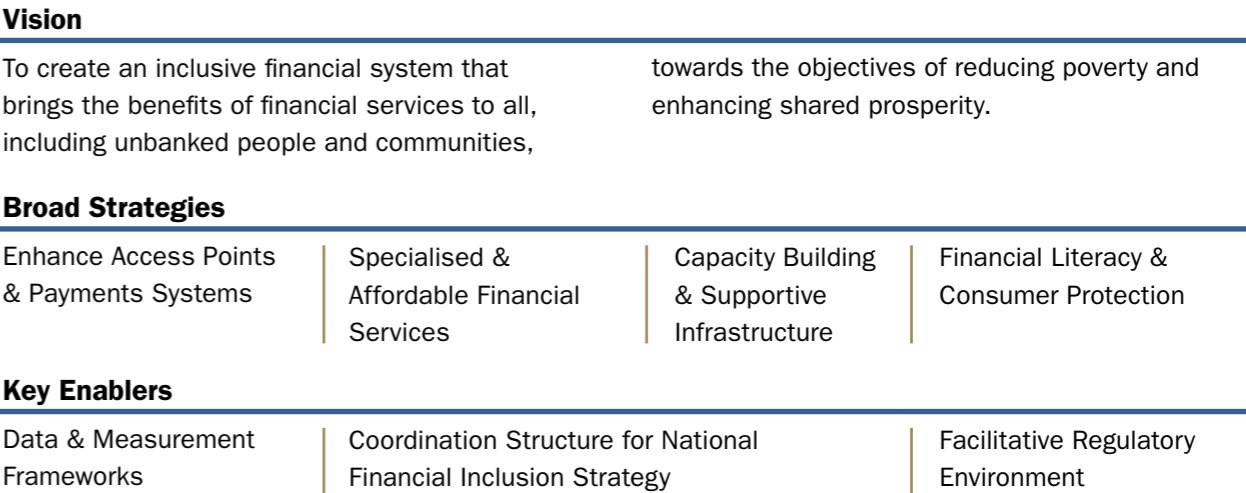 Vision
To create an inclusive financial system that
brings the benefits of financial services to all,
including unbanked people and communities,
towards the objectives of reducing poverty and
enhancing shared prosperity.
Broad Strategies
Enhance Access Points
& Payments Systems
Specialised &
Affordable Financial
Services
Capacity Building
& Supportive
Infrastructure
Financial Literacy &
Consumer Protection
Key Enablers
Data & Measurement
Frameworks
Coordination Structure for National
Financial Inclusion Strategy
Facilitative Regulatory
Environment